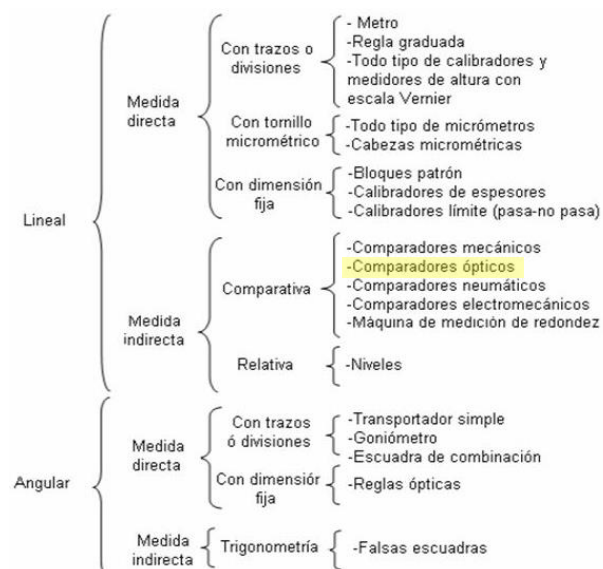 Lineal
Medida
directa
Con trazos o
divisiones
- Metro
-Regla graduada
-Todo tipo de calibradores y
medidores de altura con
escala Vernier
Con tornillo
micrométrico
-Todo tipo de micrómetros
-Cabezas micrométricas
Con dimensión
fija
-Bloques patrón
-Calibradores de espesores
-Calibradores límite (pasa-no pasa)
Medida
indirecta
Comparativa
-Comparadores mecánicos
-Comparadores ópticos
-Comparadores neumáticos
-Comparadores electromecánicos
-Máquina de medición de redondez
Relativa
-Niveles
Angular
Medida
directa
Con trazos
ó divisiones
-Transportador simple
-Goniómetro
-Escuadra de combinación
Con dimensiór
fija
-Reglas ópticas
Medida
indirecta
Trigonometría
-Falsas escuadras